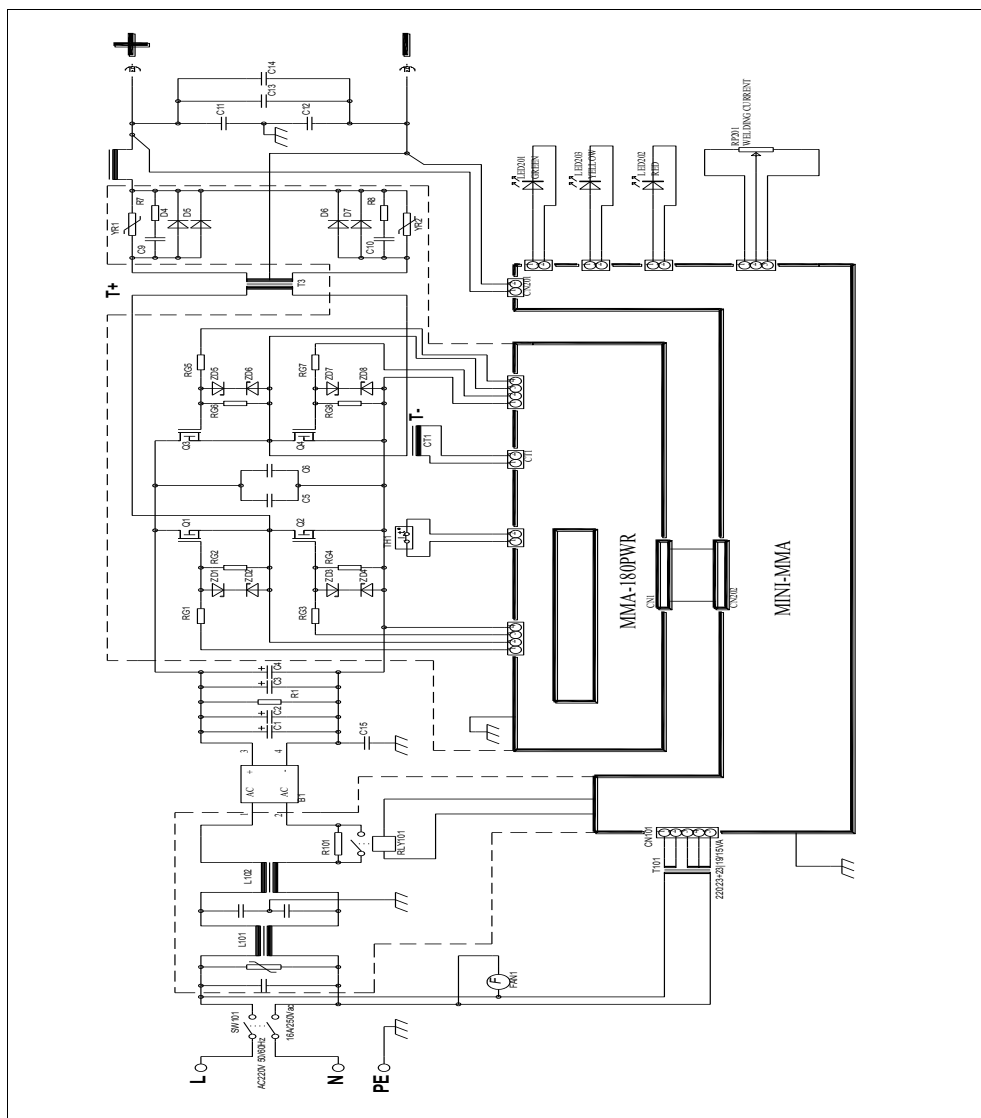 +
-
C14
C13
C11
C12
YR1
R7
D4
D5
C9
D6
D7
R8
C10
YR2
T+
T3
RG5
ZD5
ZD6
RG6
Q3
RG7
ZD7
ZD8
RG8
Q4
T-
CT1
C6
C5
TH1
Q1
Q2
RG2
ZD1
ZD2
RG1
RG4
ZD3
ZD4
RG3
C4
C3
R1
C2
C1
+
+
+
+
C15
3
4
+
-
AC
AC
B1
1
2
R101
RLY101
L102
L101
SW101
16A/250Vac
AC220V 50/60Hz
L
N
PE
F
FAN1
T101
220:23+23|19/15VA
CN101
LED201
GREEN
LED203
YELLOW
LED202
RED
RP201
WELDING CURRENT
CN201
CT1
MMA-180PWR
CN1
CN202
MINI-MMA